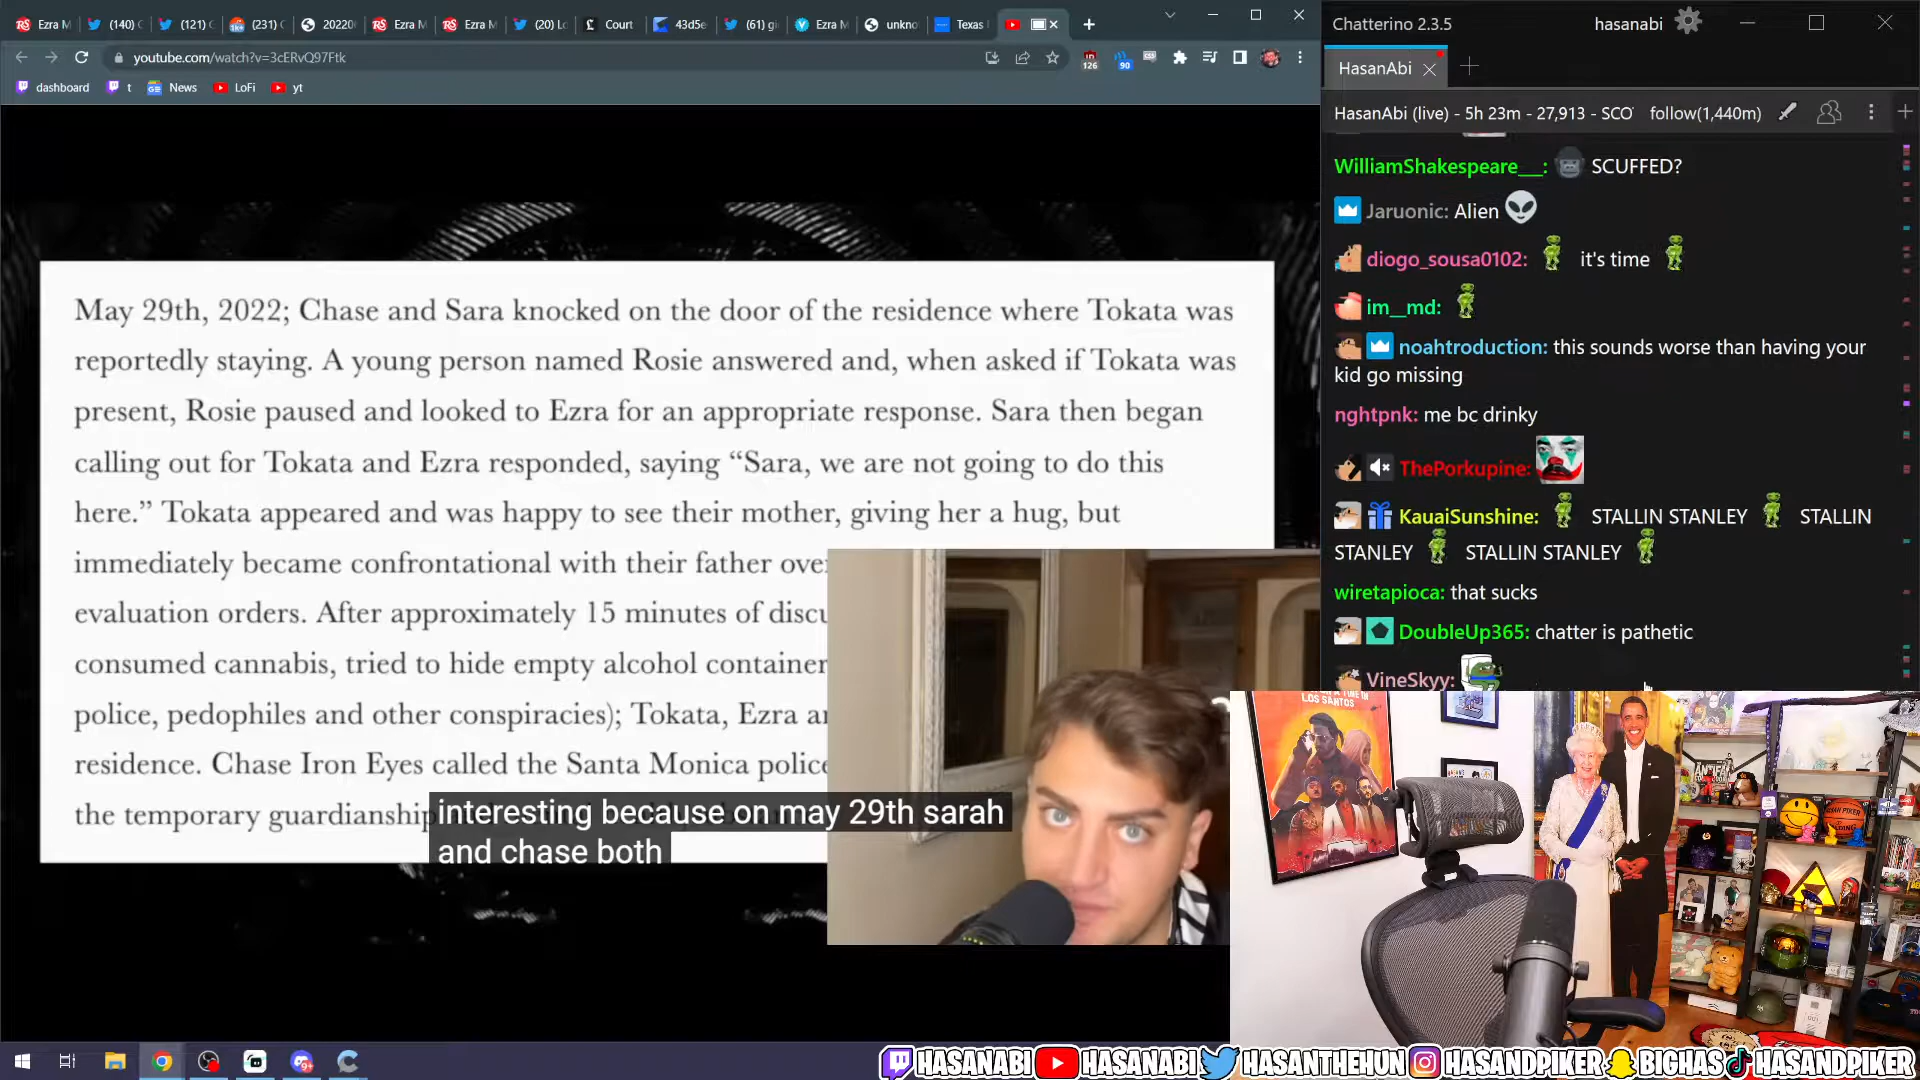 Ezra M
(140) (
(121) (
(231) (
20220
Ezra M
Ezra M
(20) Lo
Court
43d5e
(61) gi
Ezra M
unkno
Texas
youtube.com/watch?v=3cERvQ97Ftk
126
90
dashboard
t
News
LoFi
yt
May 29th, 2022; Chase and Sara knocked on the door of the residence where Tokata was
reportedly staying. A young person named Rosie answered and, when asked if Tokata was
present, Rosie paused and looked to Ezra for an appropriate response. Sara then began
calling out for Tokata and Ezra responded, saying “Sara, we are not going to do this
here.” Tokata appeared and was happy to see their mother, giving her a hug, but
immediately became confrontational with their father over
evaluation orders. After approximately 15 minutes of discu
consumed cannabis, tried to hide empty alcohol container
police, pedophiles and other conspiracies); Tokata, Ezra an
residence. Chase Iron Eyes called the Santa Monica police
the temporary guardianship
interesting because on may 29th sarah
and chase both
Chatterino 2.3.5
hasanabi
HasanAbi
HasanAbi (live) - 5h 23m - 27,913 - SCO
follow(1,440m)
WilliamShakespeare__: SCUFFED?
Jaruonic: Alien
diogo_sousa0102: it's time
im__md:
noahtroduction: this sounds worse than having your
kid go missing
nghtpnk: me bc drinky
ThePorkupine:
KauaiSunshine: STALLIN STANLEY STALLIN
STANLEY STALLIN STANLEY
wiretapioca: that sucks
DoubleUp365: chatter is pathetic
VineSkyy:
LOS SANTOS
HASANABI HASANABI HASANTHEHUN HASANDPIKER BIGHAS HASANDPIKER